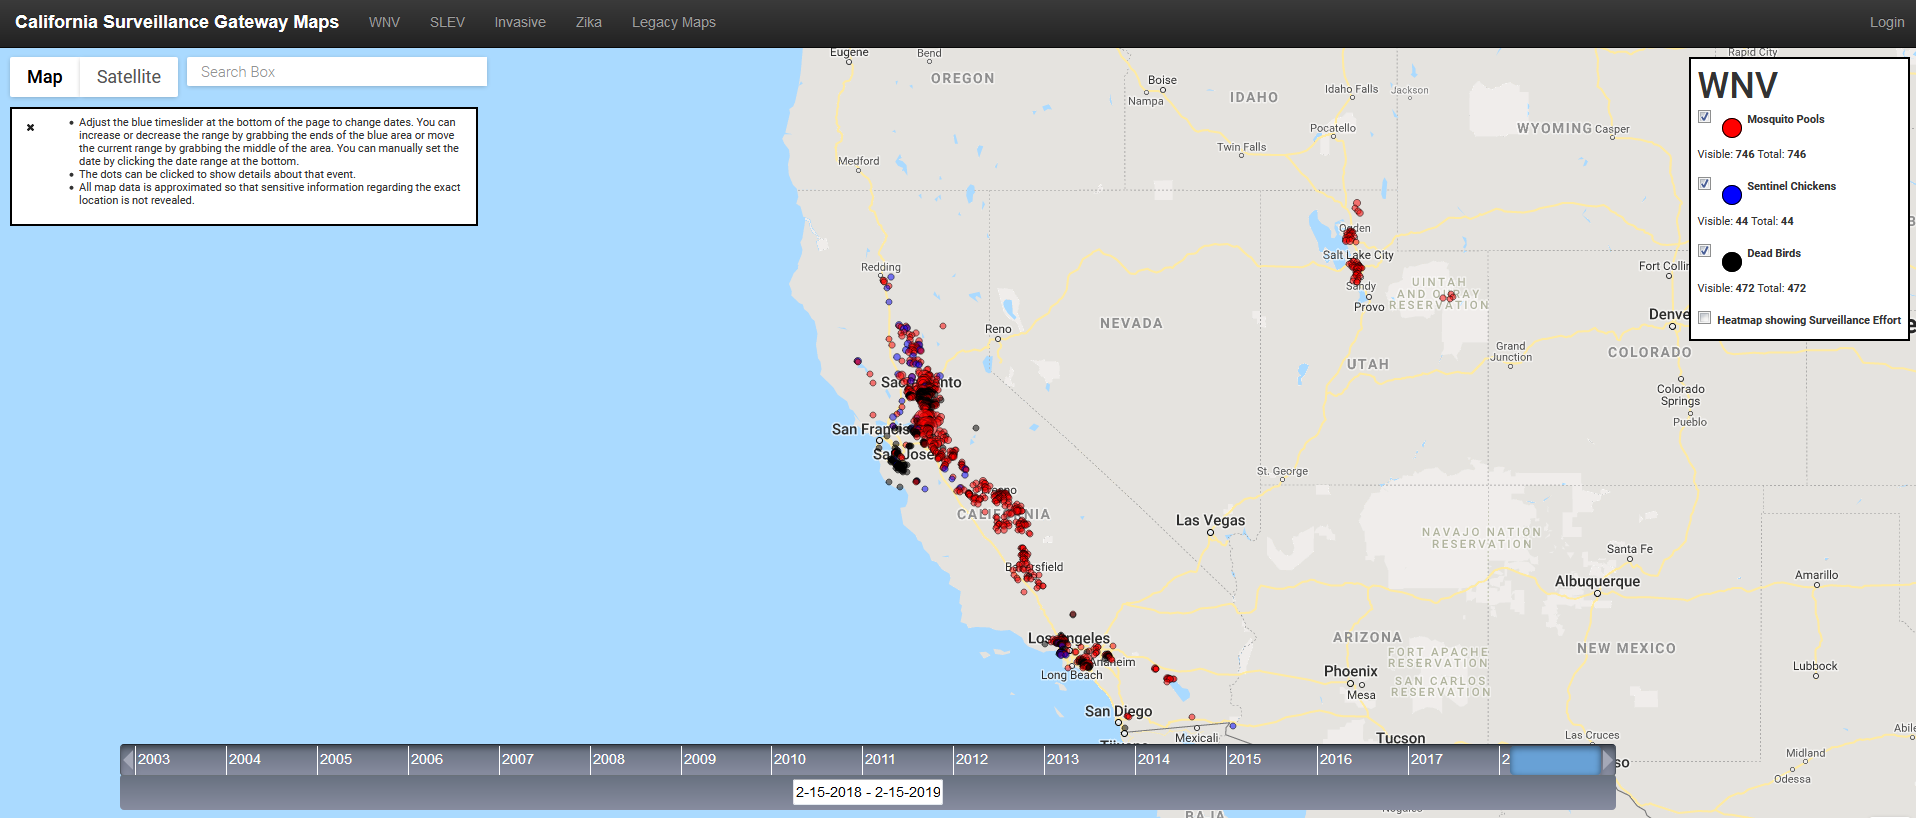 California Surveillance Gateway Maps WNV SLEV Invasive Zika Legacy Maps Login
Map Satellite Search Box
✖
• Adjust the blue timeslider at the bottom of the page to change dates. You can
increase or decrease the range by grabbing the ends of the blue area or move
the current range by grabbing the middle of the area. You can manually set the
date by clicking the date range at the bottom.
• The dots can be clicked to show details about that event.
• All map data is approximated so that sensitive information regarding the exact
location is not revealed.
WNV
Mosquito Pools
Visible: 746 Total: 746
Sentinel Chickens
Visible: 44 Total: 44
Dead Birds
Visible: 472 Total: 472
Heatmap showing Surveillance Effort
Eugene
Bend
Rapid City
OREGON
Boise
Nampa
IDAHO
Idaho Falls
Jackson
Pocatello
WYOMING
Casper
Twin Falls
Medford
Ogden
Salt Lake City
Sandy
Provo
UINTAH
AND OURAY
RESERVATION
Fort Collin
Redding
Reno
NEVADA
Denve
UTAH
Grand
Junction
COLORADO
Colorado
Springs
Pueblo
Sacramento
San Francis
San Jose
St. George
Fresno
CALIFORNIA
Las Vegas
NAVAJO NATION
RESERVATION
Santa Fe
Bakersfield
Albuquerque
Amarillo
Los Angeles
Anaheim
Long Beach
ARIZONA
FORT APACHE
RESERVATION
SAN CARLOS
RESERVATION
NEW MEXICO
Lubbock
Phoenix
Mesa
San Diego
Tijuana
Mexicali
Tucson
Las Cruces
Abile
Midland
Odessa
so
2003 2004 2005 2006 2007 2008 2009 2010 2011 2012 2013 2014 2015 2016 2017 2
2-15-2018 - 2-15-2019
Nogales
BAJA